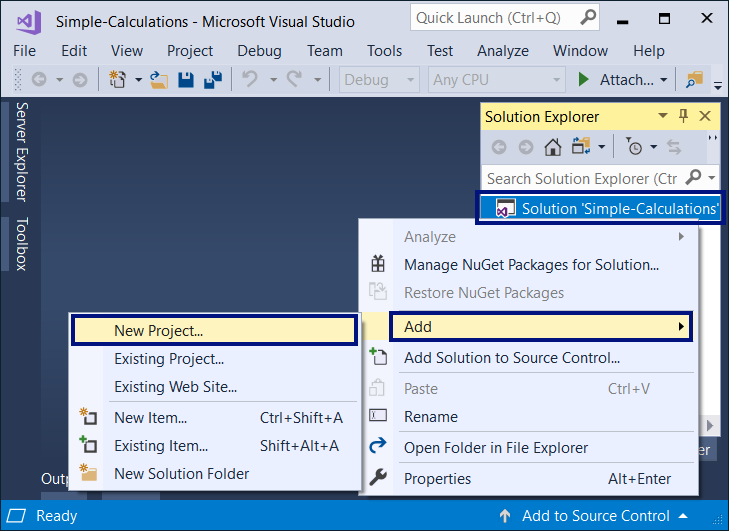 Simple-Calculations - Microsoft Visual Studio
Quick Launch (Ctrl+Q)
File Edit View Project Debug Team Tools Test Analyze Window Help
Debug Any CPU Attach...
Server Explorer
Toolbox
Solution Explorer
Search Solution Explorer (Ctr
Solution 'Simple-Calculations'
Analyze
Manage NuGet Packages for Solution...
Restore NuGet Packages
Add
Add Solution to Source Control...
Paste Ctrl+V
Rename
Open Folder in File Explorer
Properties Alt+Enter
New Project...
Existing Project...
Existing Web Site...
New Item... Ctrl+Shift+A
Existing Item... Shift+Alt+A
New Solution Folder
Outp
er
Ready Add to Source Control